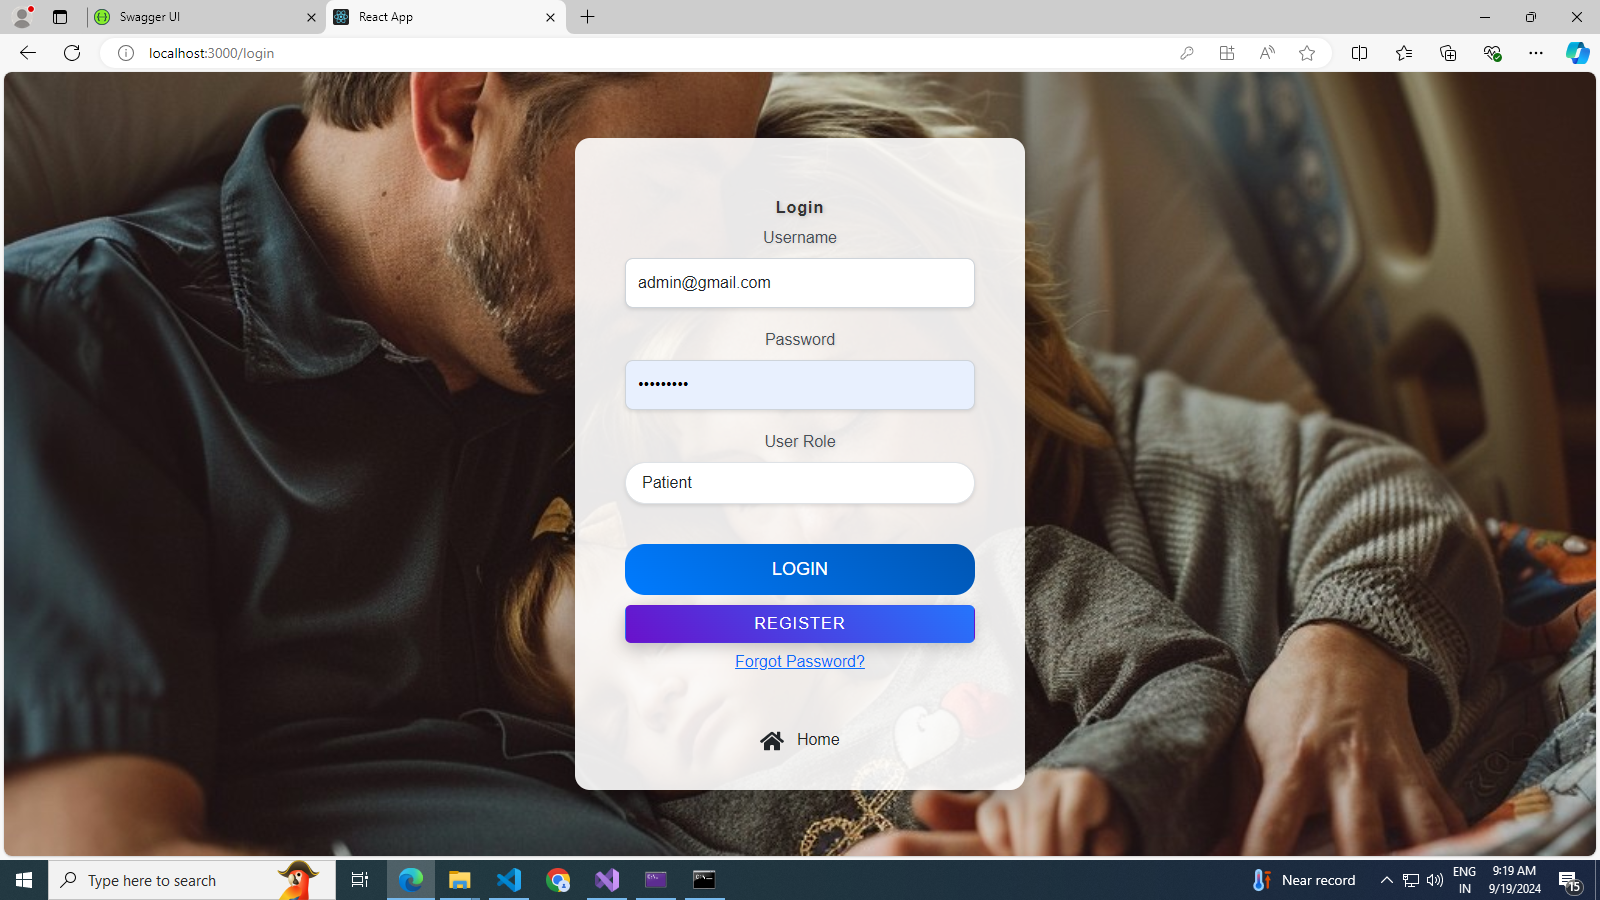 Swagger UI
React App
localhost:3000/login
Login
Username
admin@gmail.com
Password
•••••••••
User Role
Patient
LOGIN
REGISTER
Forgot Password?
Home
Type here to search
Near record
ENG
IN
9:19 AM
9/19/2024
15